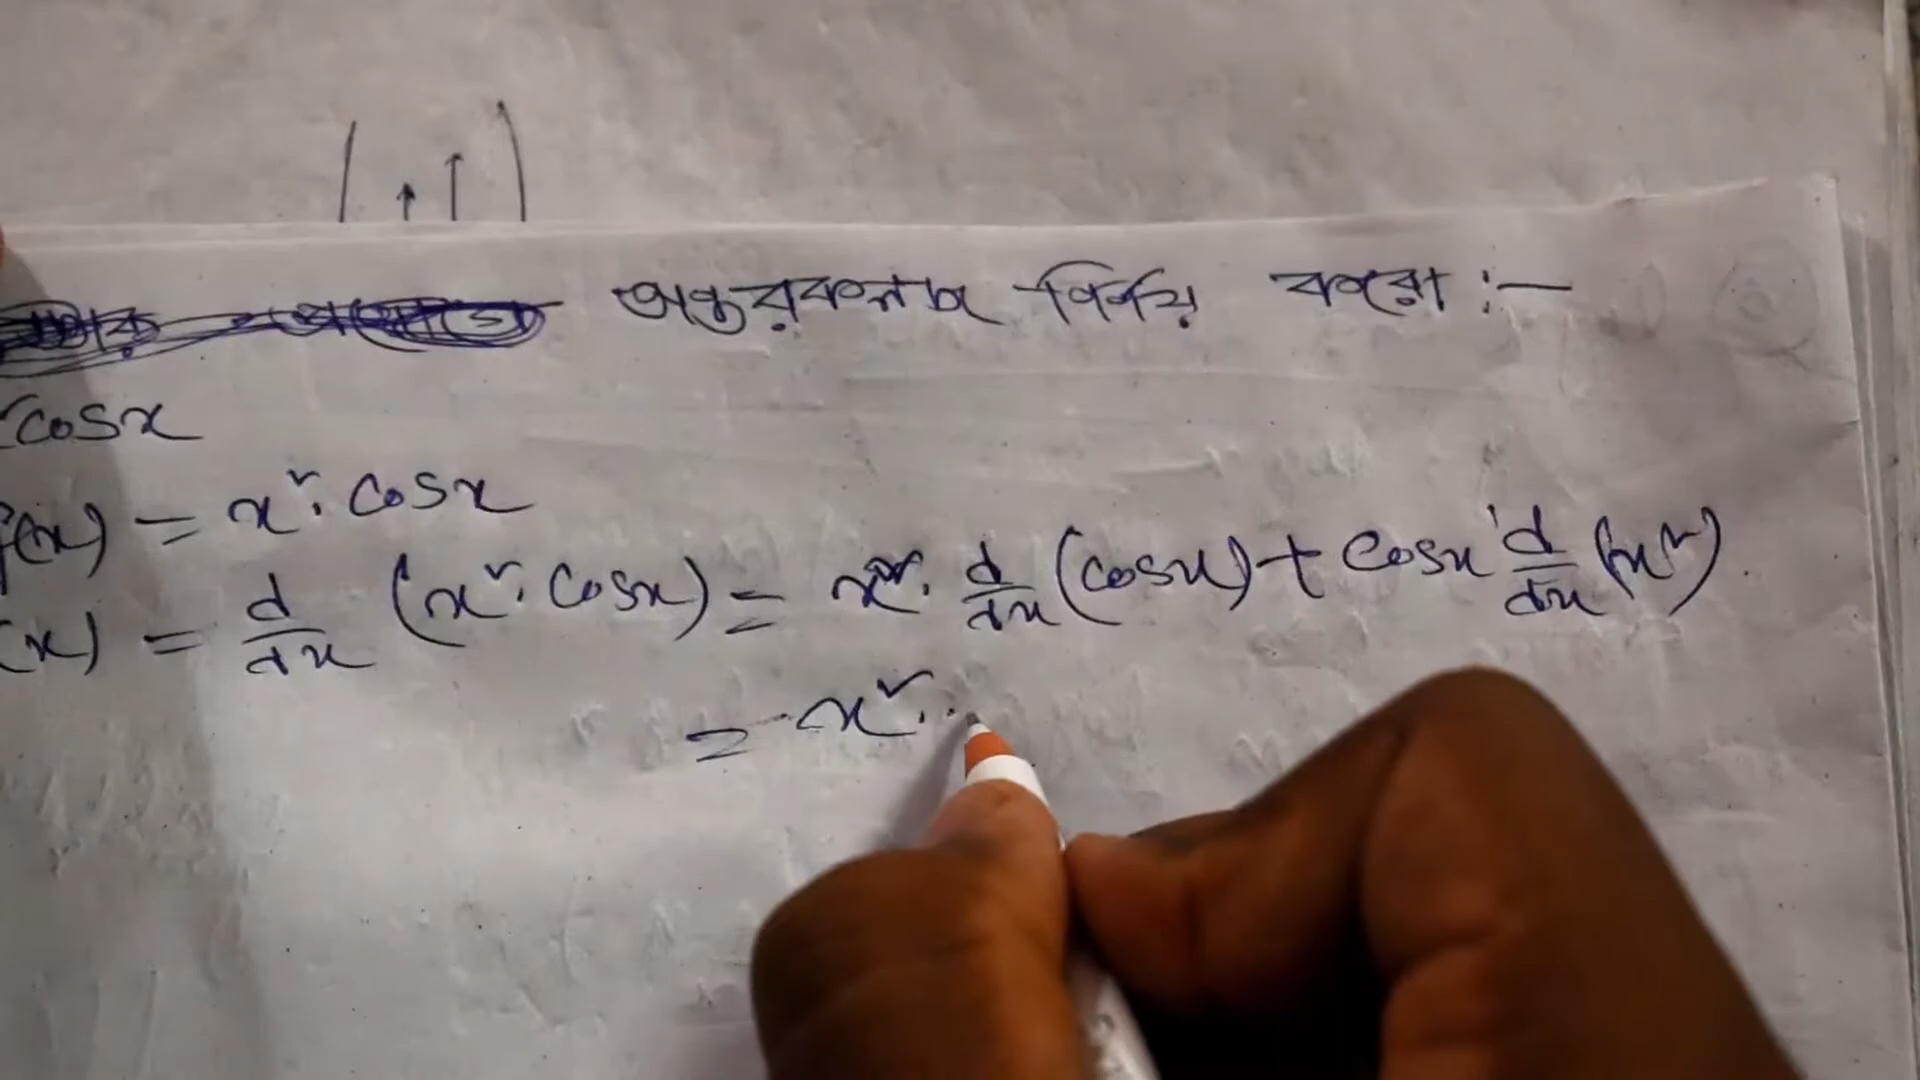 অন্তরকলজ নির্ণয় করো :—
cosx
f(x) = x². cosx
(x) = d/dx (x². cosx) = x². d/dx (cosx) + cosx d/dx (x²).
= x².